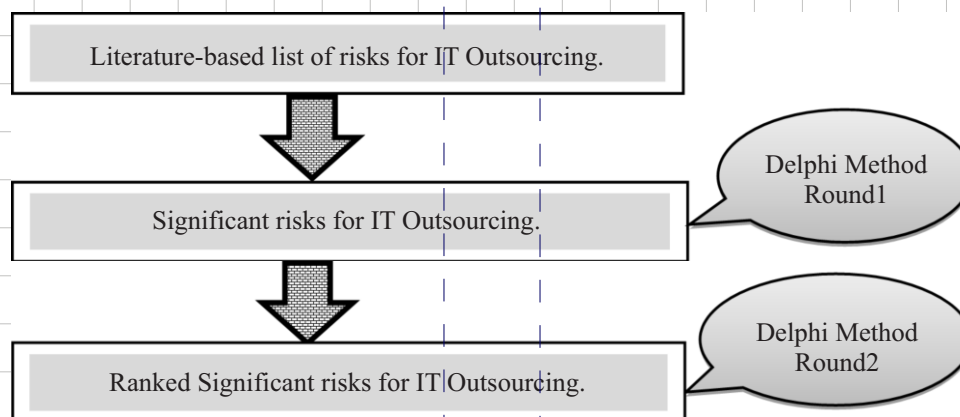 Literature-based list of risks for IT Outsourcing.
Delphi Method
Round1
Significant risks for IT Outsourcing.
Delphi Method
Round2
Ranked Significant risks for IT Outsourcing.